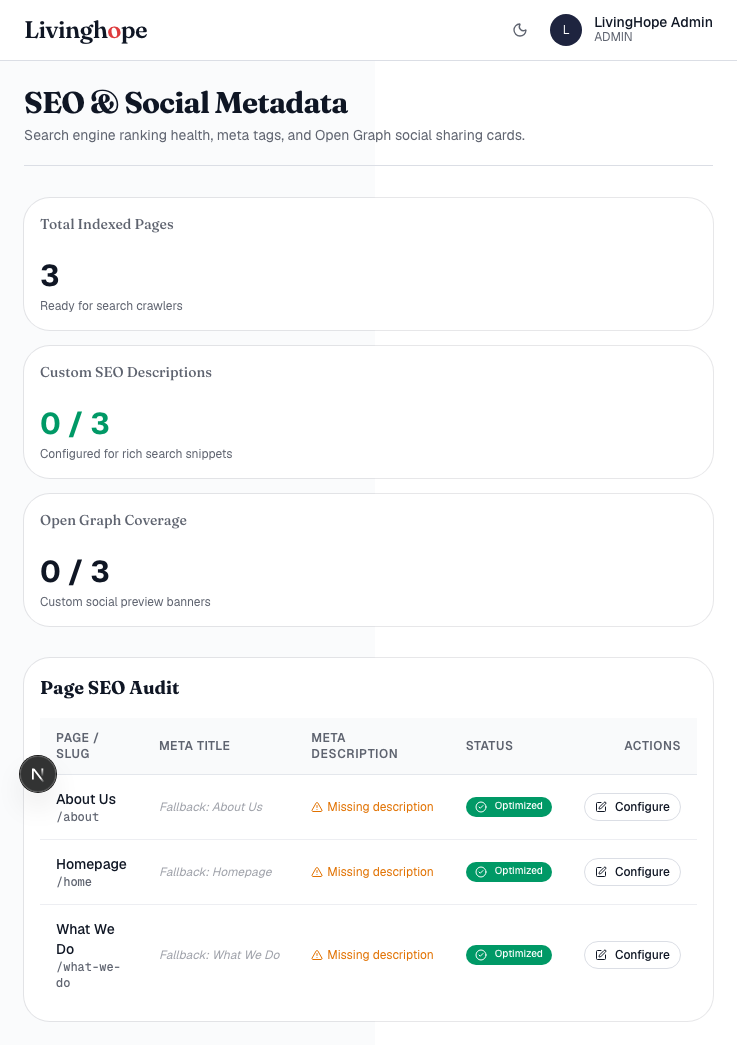 Livinghope
L
LivingHope Admin
ADMIN
SEO & Social Metadata
Search engine ranking health, meta tags, and Open Graph social sharing cards.
Total Indexed Pages
3
Ready for search crawlers
Custom SEO Descriptions
0 / 3
Configured for rich search snippets
Open Graph Coverage
0 / 3
Custom social preview banners
Page SEO Audit
PAGE / SLUG
META TITLE
META DESCRIPTION
STATUS
ACTIONS
N
About Us
/about
Fallback: About Us
Missing description
Optimized
Configure
Homepage
/home
Fallback: Homepage
Missing description
Optimized
Configure
What We
Do
/what-we-
do
Fallback: What We Do
Missing description
Optimized
Configure